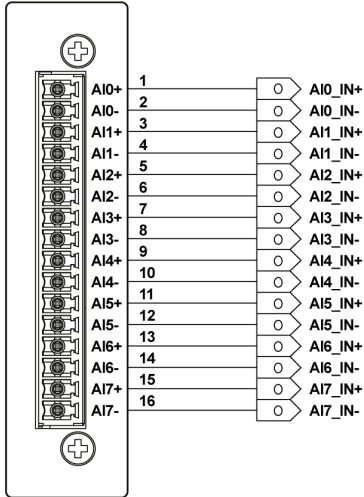 AI0+ 1 AI0_IN+
AI0- 2 AI0_IN-
AI1+ 3 AI1_IN+
AI1- 4 AI1_IN-
AI2+ 5 AI2_IN+
AI2- 6 AI2_IN-
AI3+ 7 AI3_IN+
AI3- 8 AI3_IN-
AI4+ 9 AI4_IN+
AI4- 10 AI4_IN-
AI5+ 11 AI5_IN+
AI5- 12 AI5_IN-
AI6+ 13 AI6_IN+
AI6- 14 AI6_IN-
AI7+ 15 AI7_IN+
AI7- 16 AI7_IN-